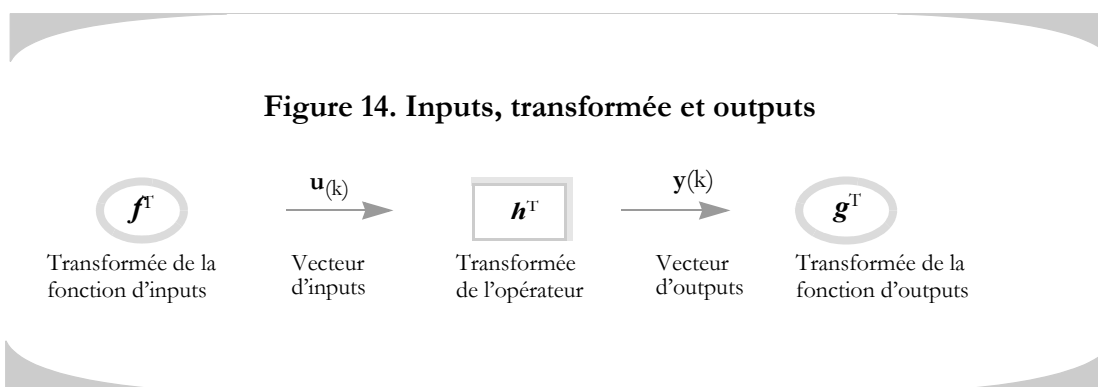 Figure 14. Inputs, transformée et outputs
u(k)
y(k)
fT
hT
gT
Transformée de la
fonction d'inputs
Vecteur
d'inputs
Transformée
de l'opérateur
Vecteur
d'outputs
Transformée de la
fonction d'outputs